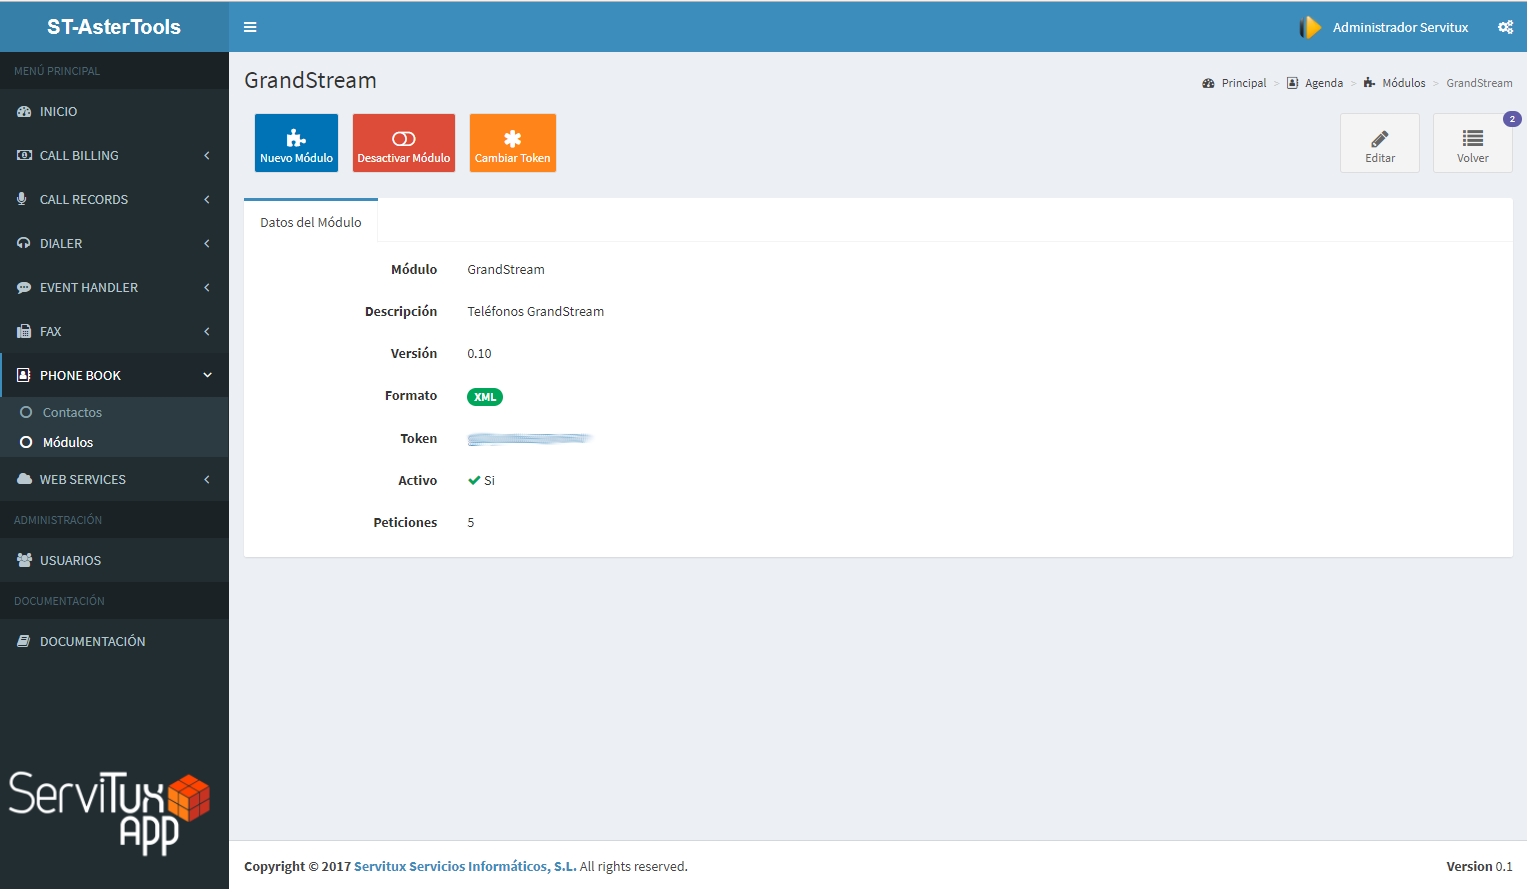 ST-AsterTools
Administrador Servitux
MENÚ PRINCIPAL
INICIO
CALL BILLING
CALL RECORDS
DIALER
EVENT HANDLER
FAX
PHONE BOOK
Contactos
Módulos
WEB SERVICES
ADMINISTRACIÓN
USUARIOS
DOCUMENTACIÓN
DOCUMENTACIÓN
ServiTux
APP
GrandStream
Principal > Agenda > Módulos > GrandStream
Nuevo Módulo
Desactivar Módulo
Cambiar Token
Editar
2
Volver
Datos del Módulo
Módulo GrandStream
Descripción Teléfonos GrandStream
Versión 0.10
Formato XML
Token
Activo Si
Peticiones 5
Copyright © 2017 Servitux Servicios Informáticos, S.L. All rights reserved.
Version 0.1